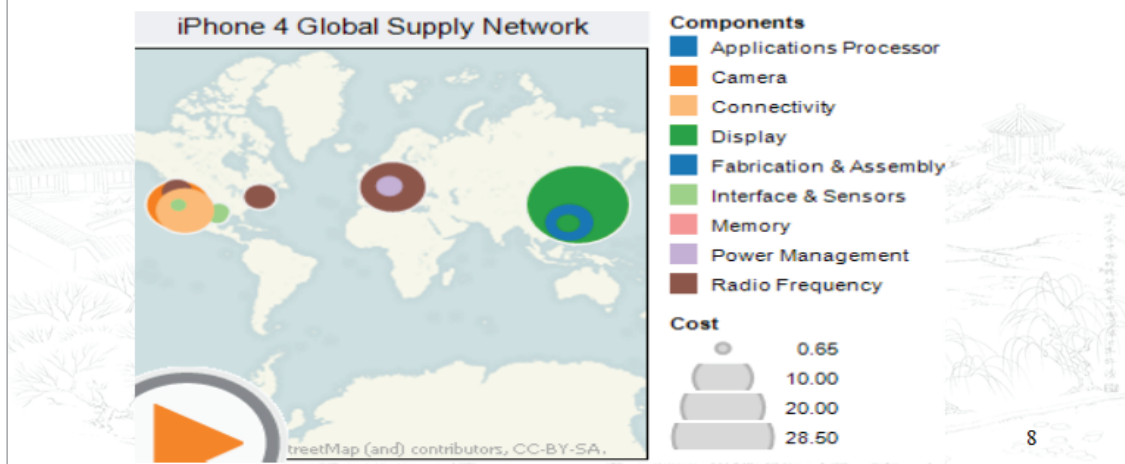 iPhone 4 Global Supply Network
Components
Applications Processor
Camera
Connectivity
Display
Fabrication & Assembly
Interface & Sensors
Memory
Power Management
Radio Frequency
Cost
0.65
10.00
20.00
28.50
treetMap (and) contributors, CC-BY-SA.
8